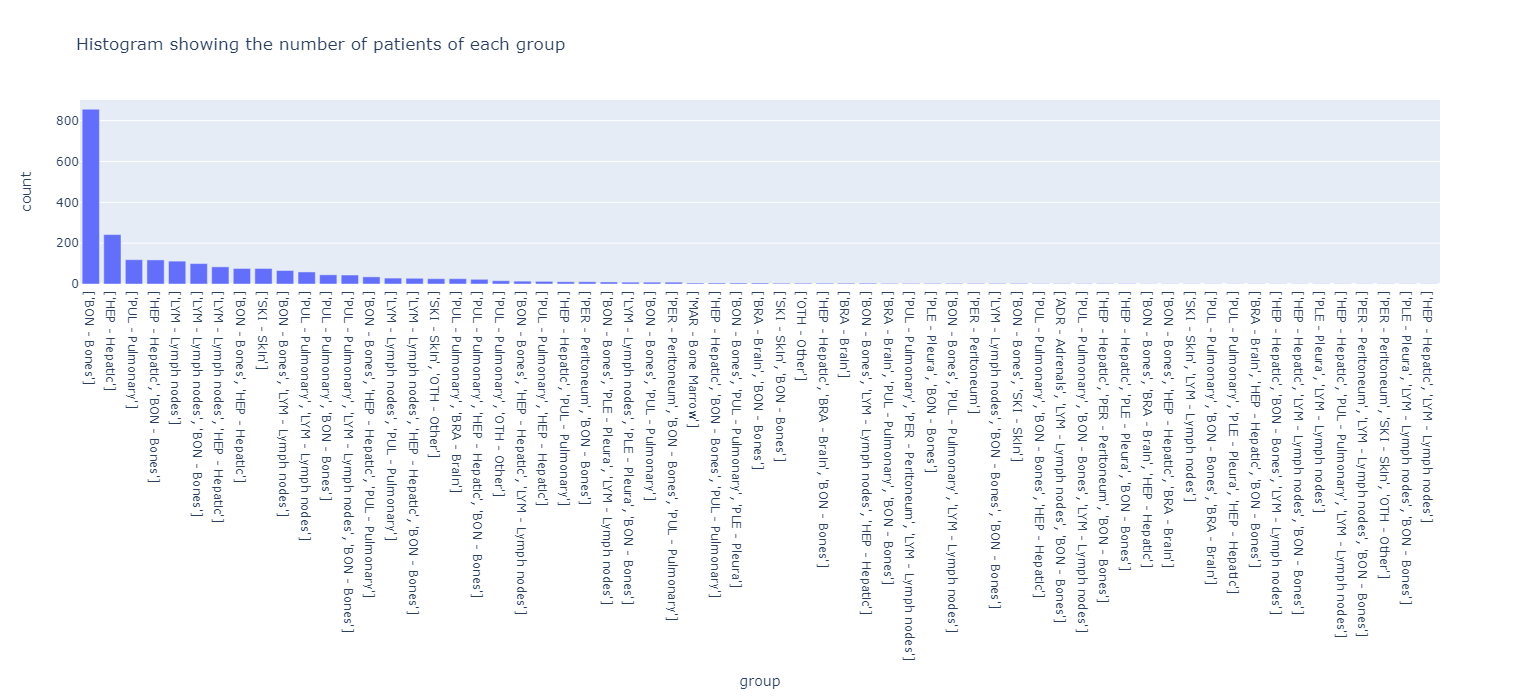 Histogram showing the number of patients of each group
count
800
600
400
200
0
['BON - Bones']
['HEP - Hepatic']
['PUL - Pulmonary']
['HEP - Hepatic', 'BON - Bones']
['LYM - Lymph nodes']
['LYM - Lymph nodes', 'BON - Bones']
['LYM - Lymph nodes', 'HEP - Hepatic']
['BON - Bones', 'HEP - Hepatic']
['SKI - Skin']
['BON - Bones', 'LYM - Lymph nodes']
['PUL - Pulmonary', 'LYM - Lymph nodes']
['PUL - Pulmonary', 'BON - Bones']
['PUL - Pulmonary', 'LYM - Lymph nodes', 'BON - Bones']
['BON - Bones', 'HEP - Hepatic', 'PUL - Pulmonary']
['LYM - Lymph nodes', 'PUL - Pulmonary']
['LYM - Lymph nodes', 'HEP - Hepatic', 'BON - Bones']
['SKI - Skin', 'OTH - Other']
['PUL - Pulmonary', 'BRA - Brain']
['PUL - Pulmonary', 'HEP - Hepatic', 'BON - Bones']
['PUL - Pulmonary', 'OTH - Other']
['BON - Bones', 'HEP - Hepatic', 'LYM - Lymph nodes']
['PUL - Pulmonary', 'HEP - Hepatic']
['HEP - Hepatic', 'PUL - Pulmonary']
['PER - Peritoneum', 'BON - Bones']
['BON - Bones', 'PLE - Pleura', 'LYM - Lymph nodes']
['LYM - Lymph nodes', 'PLE - Pleura', 'BON - Bones']
['BON - Bones', 'PUL - Pulmonary']
['PER - Peritoneum', 'BON - Bones', 'PUL - Pulmonary']
['MAR - Bone Marrow']
['HEP - Hepatic', 'BON - Bones', 'PUL - Pulmonary']
['BON - Bones', 'PUL - Pulmonary', 'PLE - Pleura']
['BRA - Brain', 'BON - Bones']
['SKI - Skin', 'BON - Bones']
['OTH - Other']
['HEP - Hepatic', 'BRA - Brain', 'BON - Bones']
['BRA - Brain']
['BON - Bones', 'LYM - Lymph nodes', 'HEP - Hepatic']
['BRA - Brain', 'PUL - Pulmonary', 'BON - Bones']
['PUL - Pulmonary', 'PER - Peritoneum', 'LYM - Lymph nodes']
['PLE - Pleura', 'BON - Bones']
['BON - Bones', 'PUL - Pulmonary', 'LYM - Lymph nodes']
['PER - Peritoneum']
['LYM - Lymph nodes', 'BON - Bones', 'BON - Bones']
['BON - Bones', 'SKI - Skin']
['PUL - Pulmonary', 'BON - Bones', 'HEP - Hepatic']
['ADR - Adrenals', 'LYM - Lymph nodes', 'BON - Bones']
['PUL - Pulmonary', 'BON - Bones', 'LYM - Lymph nodes']
['HEP - Hepatic', 'PER - Peritoneum', 'BON - Bones']
['HEP - Hepatic', 'PLE - Pleura', 'BON - Bones']
['BON - Bones', 'BRA - Brain', 'HEP - Hepatic']
['BON - Bones', 'HEP - Hepatic', 'BRA - Brain']
['SKI - Skin', 'LYM - Lymph nodes']
['PUL - Pulmonary', 'BON - Bones', 'BRA - Brain']
['PUL - Pulmonary', 'PLE - Pleura', 'HEP - Hepatic']
['BRA - Brain', 'HEP - Hepatic', 'BON - Bones']
['HEP - Hepatic', 'BON - Bones', 'LYM - Lymph nodes']
['HEP - Hepatic', 'LYM - Lymph nodes', 'BON - Bones']
['PLE - Pleura', 'LYM - Lymph nodes']
['HEP - Hepatic', 'PUL - Pulmonary', 'LYM - Lymph nodes']
['PER - Peritoneum', 'LYM - Lymph nodes', 'BON - Bones']
['PER - Peritoneum', 'SKI - Skin', 'OTH - Other']
['PLE - Pleura', 'LYM - Lymph nodes', 'BON - Bones']
['HEP - Hepatic', 'LYM - Lymph nodes']
group